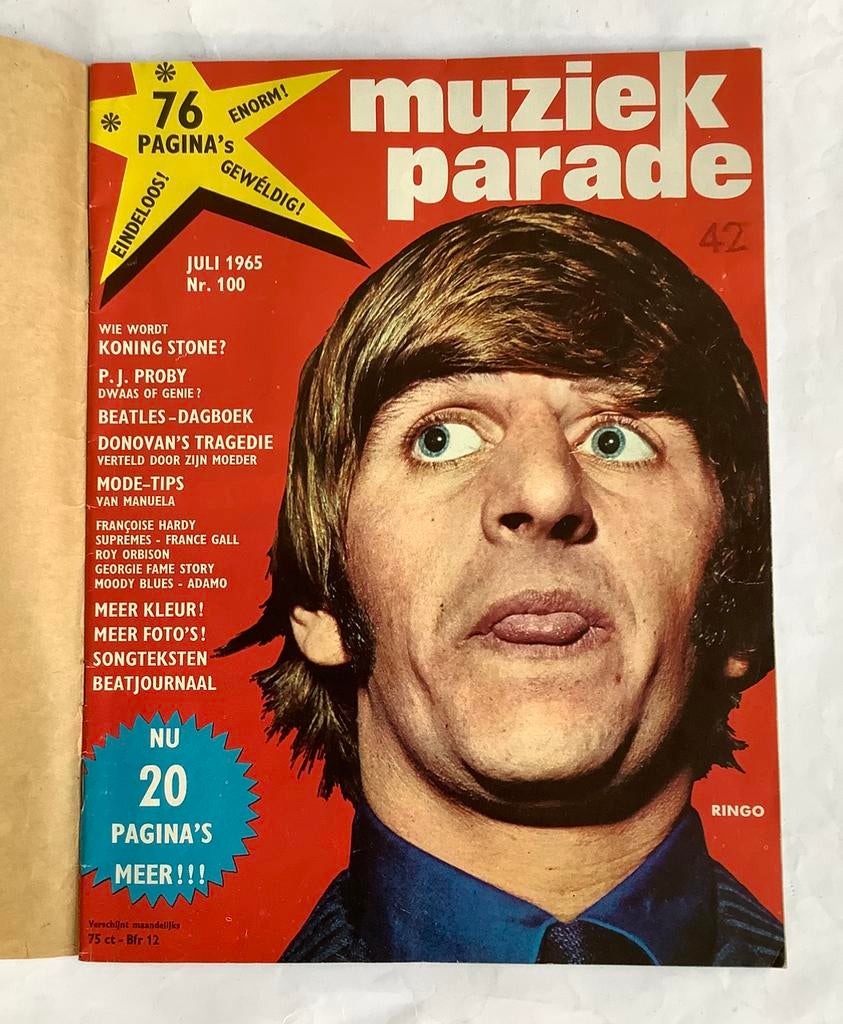 76
PAGINA's
ENORM!
GEWÉLDIG!
EINDELOOS!
muziek
parade
42
JULI 1965
Nr. 100
WIE WORDT
KONING STONE?
P.J. PROBY
DWAAS OF GENIE?
BEATLES-DAGBOEK
DONOVAN'S TRAGEDIE
VERTELD DOOR ZIJN MOEDER
MODE-TIPS
VAN MANUELA
FRANÇOISE HARDY
SUPREMES - FRANCE GALL
ROY ORBISON
GEORGIE FAME STORY
MOODY BLUES - ADAMO
MEER KLEUR!
MEER FOTO'S!
SONGTEKSTEN
BEATJOURNAAL
NU
20
PAGINA'S
MEER!!!
RINGO
Verschijnt maandelijks
75 ct - Bfr 12